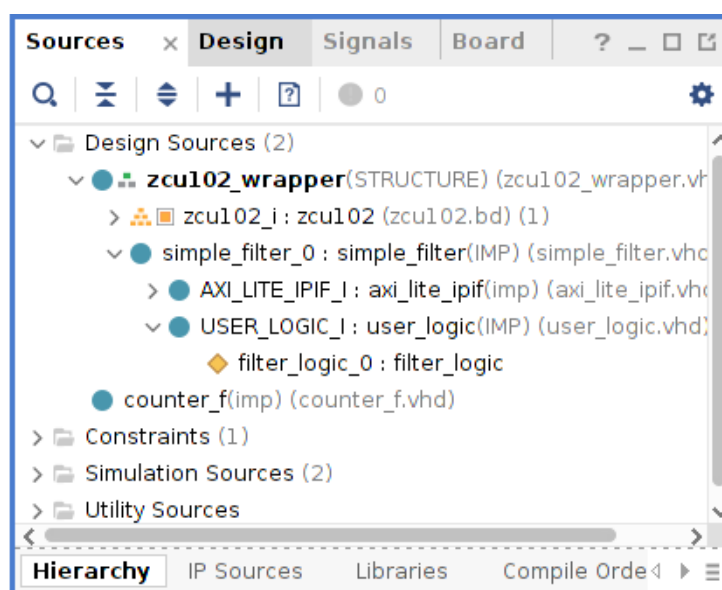 Sources × Design Signals Board ?
0
Design Sources (2)
zcu102_wrapper(STRUCTURE) (zcu102_wrapper.vh
zcu102_i : zcu102 (zcu102.bd) (1)
simple_filter_0 : simple_filter(IMP) (simple_filter.vhd
AXI_LITE_IPIF_I : axi_lite_ipif(imp) (axi_lite_ipif.vhd
USER_LOGIC_I : user_logic(IMP) (user_logic.vhd)
filter_logic_0 : filter_logic
counter_f(imp) (counter_f.vhd)
Constraints (1)
Simulation Sources (2)
Utility Sources
Hierarchy IP Sources Libraries Compile Orde